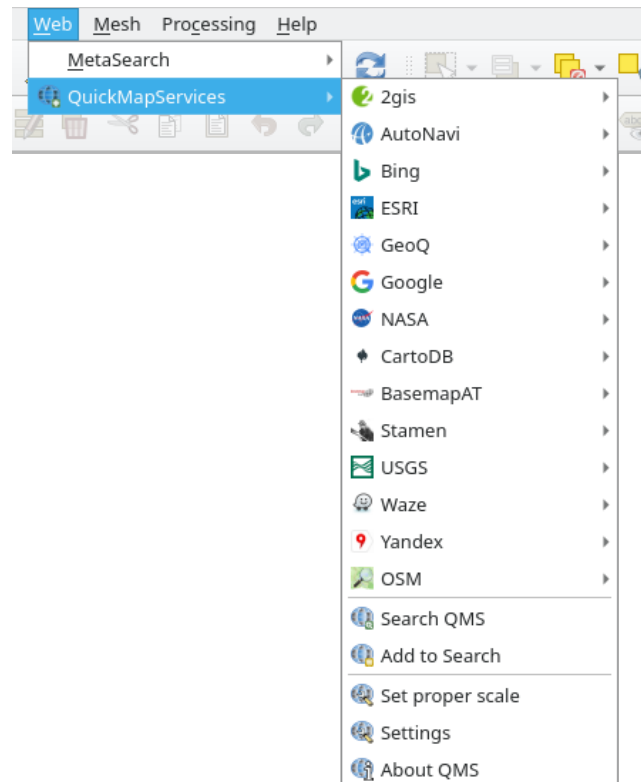 Web Mesh Processing Help
MetaSearch
QuickMapServices
2gis
AutoNavi
Bing
ESRI
GeoQ
Google
NASA
CartoDB
BasemapAT
Stamen
USGS
Waze
Yandex
OSM
Search QMS
Add to Search
Set proper scale
Settings
About QMS